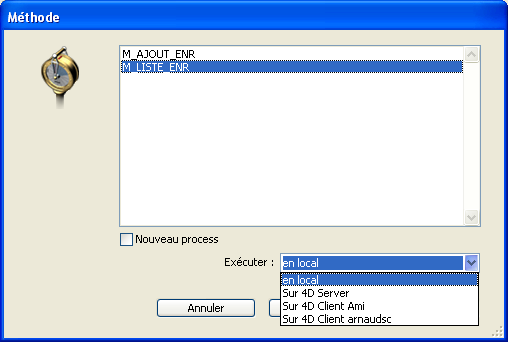 Méthode
M_AJOUT_ENR
M_LISTE_ENR
Nouveau process
Exécuter :
en local
en local
Sur 4D Server
Sur 4D Client Ami
Sur 4D Client arnaudsc
Annuler